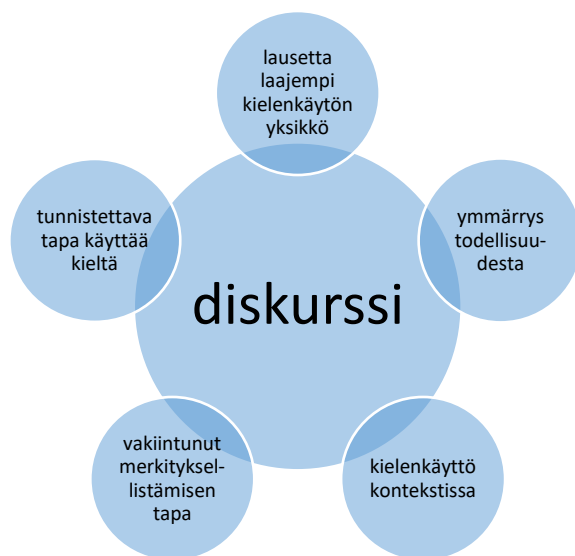 lausetta
laajempi
kielenkäytön
yksikkö
tunnistettava
tapa käyttää
kieltä
ymmärrys
todellisuu-
desta
diskurssi
vakiintunut
merkityksel-
listämisen
tapa
kielenkäyttö
kontekstissa